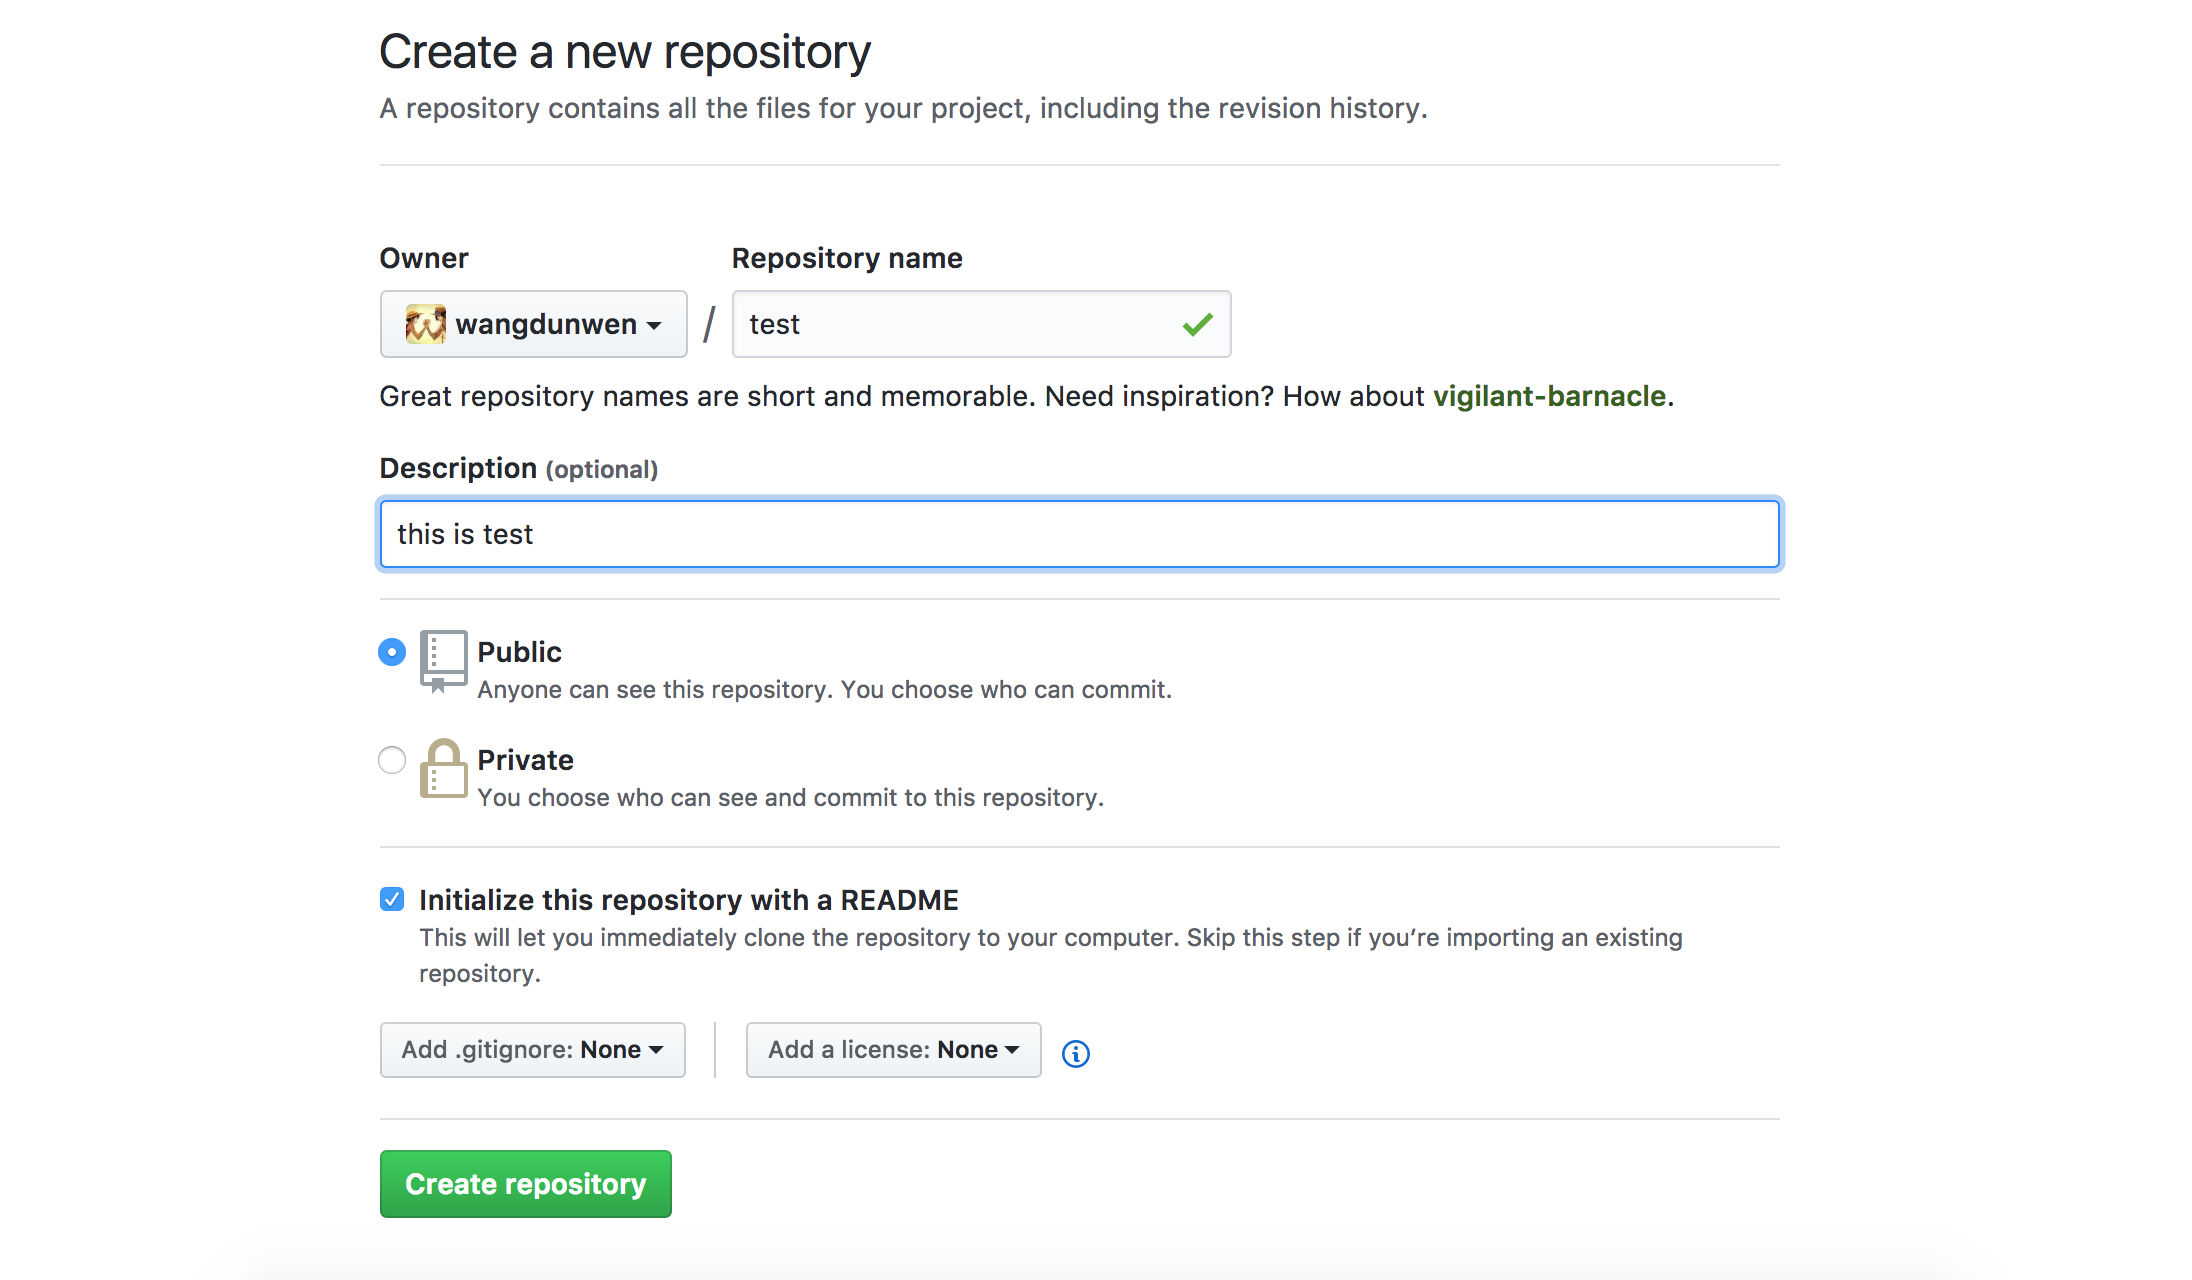 Create a new repository
A repository contains all the files for your project, including the revision history.
Owner
Repository name
wangdunwen / test
Great repository names are short and memorable. Need inspiration? How about vigilant-barnacle.
Description (optional)
this is test
Public
Anyone can see this repository. You choose who can commit.
Private
You choose who can see and commit to this repository.
Initialize this repository with a README
This will let you immediately clone the repository to your computer. Skip this step if you’re importing an existing
repository.
Add .gitignore: None
Add a license: None
Create repository